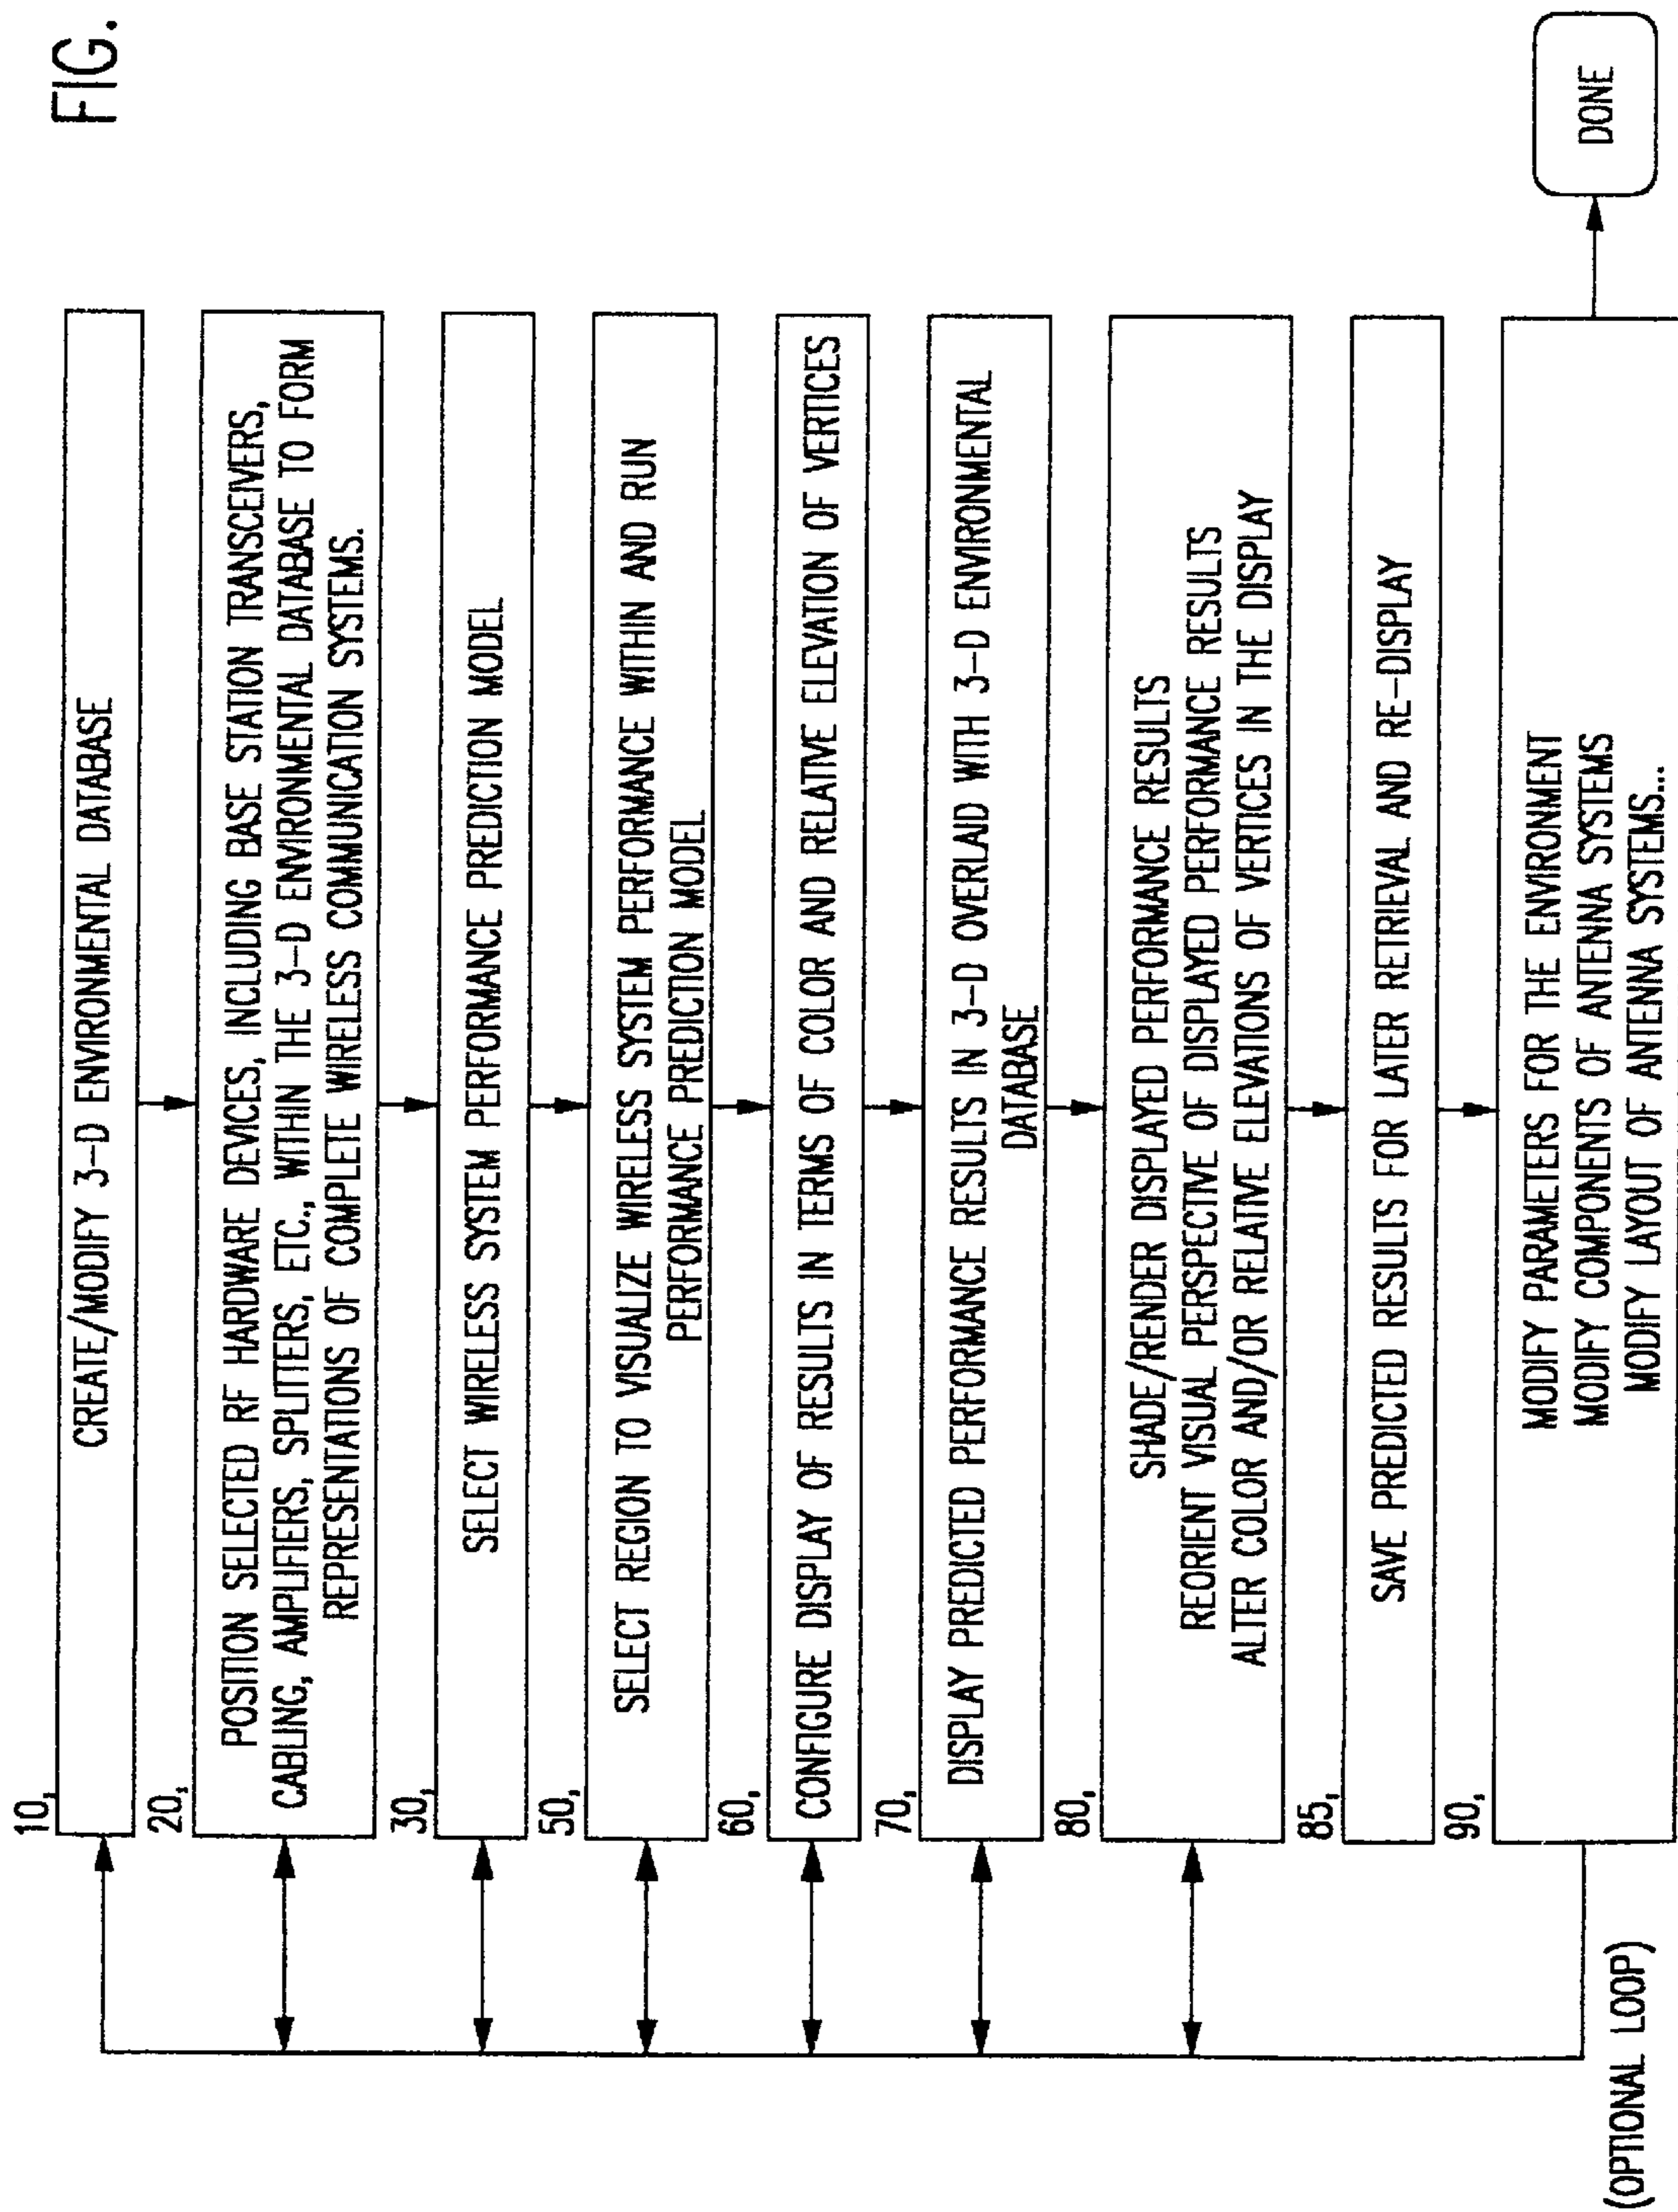 FIG.
10,
CREATE/MODIFY 3-D ENVIRONMENTAL DATABASE
20,
POSITION SELECTED RF HARDWARE DEVICES, INCLUDING BASE STATION TRANSCEIVERS,
CABLING, AMPLIFIERS, SPLITTERS, ETC., WITHIN THE 3-D ENVIRONMENTAL DATABASE TO FORM
REPRESENTATIONS OF COMPLETE WIRELESS COMMUNICATION SYSTEMS.
30,
SELECT WIRELESS SYSTEM PERFORMANCE PREDICTION MODEL
50,
SELECT REGION TO VISUALIZE WIRELESS SYSTEM PERFORMANCE WITHIN AND RUN
PERFORMANCE PREDICTION MODEL
60,
CONFIGURE DISPLAY OF RESULTS IN TERMS OF COLOR AND RELATIVE ELEVATION OF VERTICES
70,
DISPLAY PREDICTED PERFORMANCE RESULTS IN 3-D OVERLAID WITH 3-D ENVIRONMENTAL
DATABASE
80,
SHADE/RENDER DISPLAYED PERFORMANCE RESULTS
REORIENT VISUAL PERSPECTIVE OF DISPLAYED PERFORMANCE RESULTS
ALTER COLOR AND/OR RELATIVE ELEVATIONS OF VERTICES IN THE DISPLAY
85,
SAVE PREDICTED RESULTS FOR LATER RETRIEVAL AND RE-DISPLAY
90,
MODIFY PARAMETERS FOR THE ENVIRONMENT
MODIFY COMPONENTS OF ANTENNA SYSTEMS
MODIFY LAYOUT OF ANTENNA SYSTEMS...
(OPTIONAL LOOP)
DONE